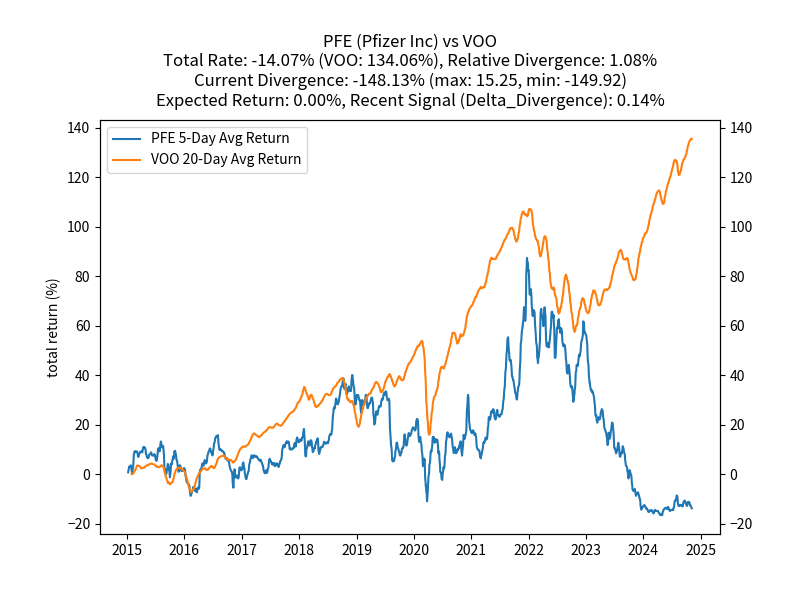 PFE (Pfizer Inc) vs VOO
Total Rate: -14.07% (VOO: 134.06%), Relative Divergence: 1.08%
Current Divergence: -148.13% (max: 15.25, min: -149.92)
Expected Return: 0.00%, Recent Signal (Delta_Divergence): 0.14%
PFE 5-Day Avg Return
VOO 20-Day Avg Return
total return (%)
140
120
100
80
60
40
20
0
−20
140
120
100
80
60
40
20
0
−20
2015 2016 2017 2018 2019 2020 2021 2022 2023 2024 2025